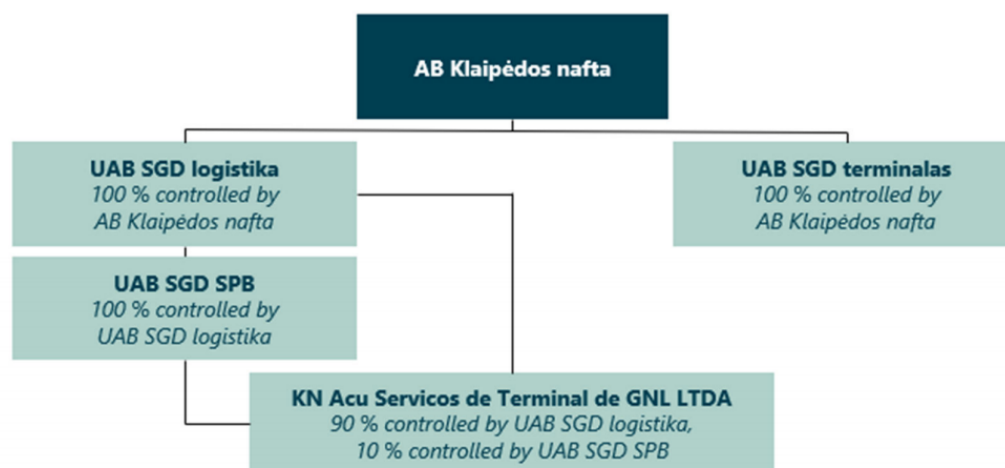 AB Klaipėdos nafta
UAB SGD logistika
100 % controlled by
AB Klaipėdos nafta
UAB SGD terminalas
100 % controlled by
AB Klaipėdos nafta
UAB SGD SPB
100 % controlled by
UAB SGD logistika
KN Acu Servicos de Terminal de GNL LTDA
90 % controlled by UAB SGD logistika,
10 % controlled by UAB SGD SPB